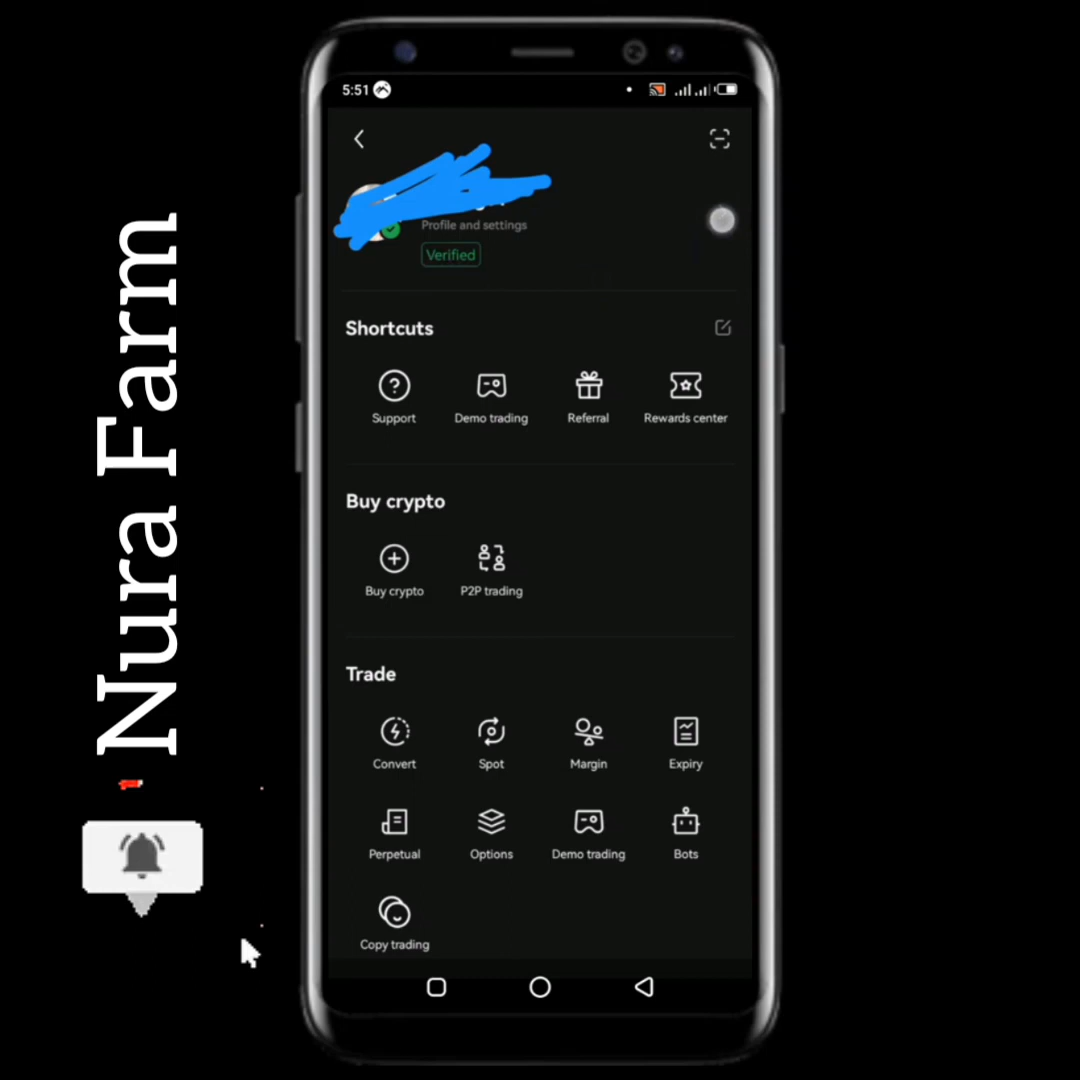 Nura Farm
5:51
Profile and settings
Verified
Shortcuts
Support
Demo trading
Referral
Rewards center
Buy crypto
Buy crypto
P2P trading
Trade
Convert
Spot
Margin
Expiry
Perpetual
Options
Demo trading
Bots
Copy trading